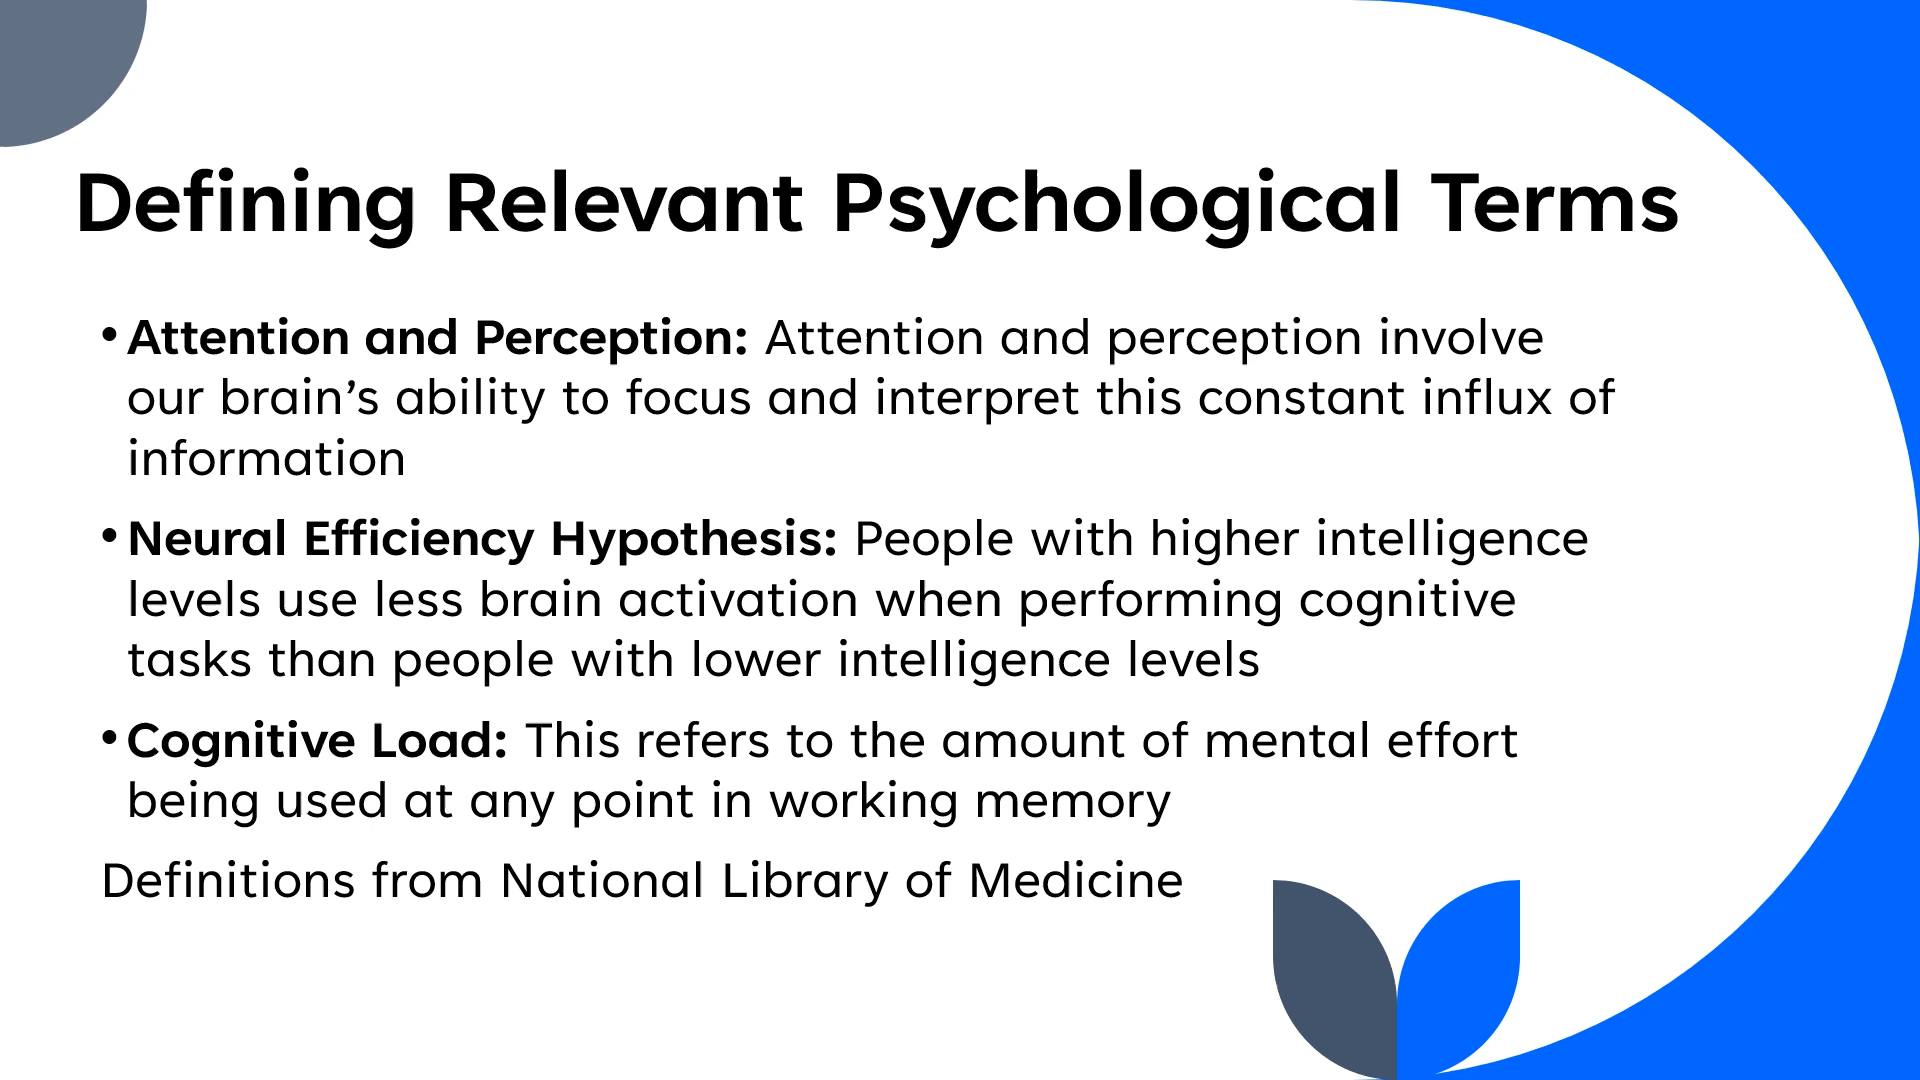 Defining Relevant Psychological Terms
• Attention and Perception: Attention and perception involve
our brain’s ability to focus and interpret this constant influx of
information
• Neural Efficiency Hypothesis: People with higher intelligence
levels use less brain activation when performing cognitive
tasks than people with lower intelligence levels
• Cognitive Load: This refers to the amount of mental effort
being used at any point in working memory
Definitions from National Library of Medicine